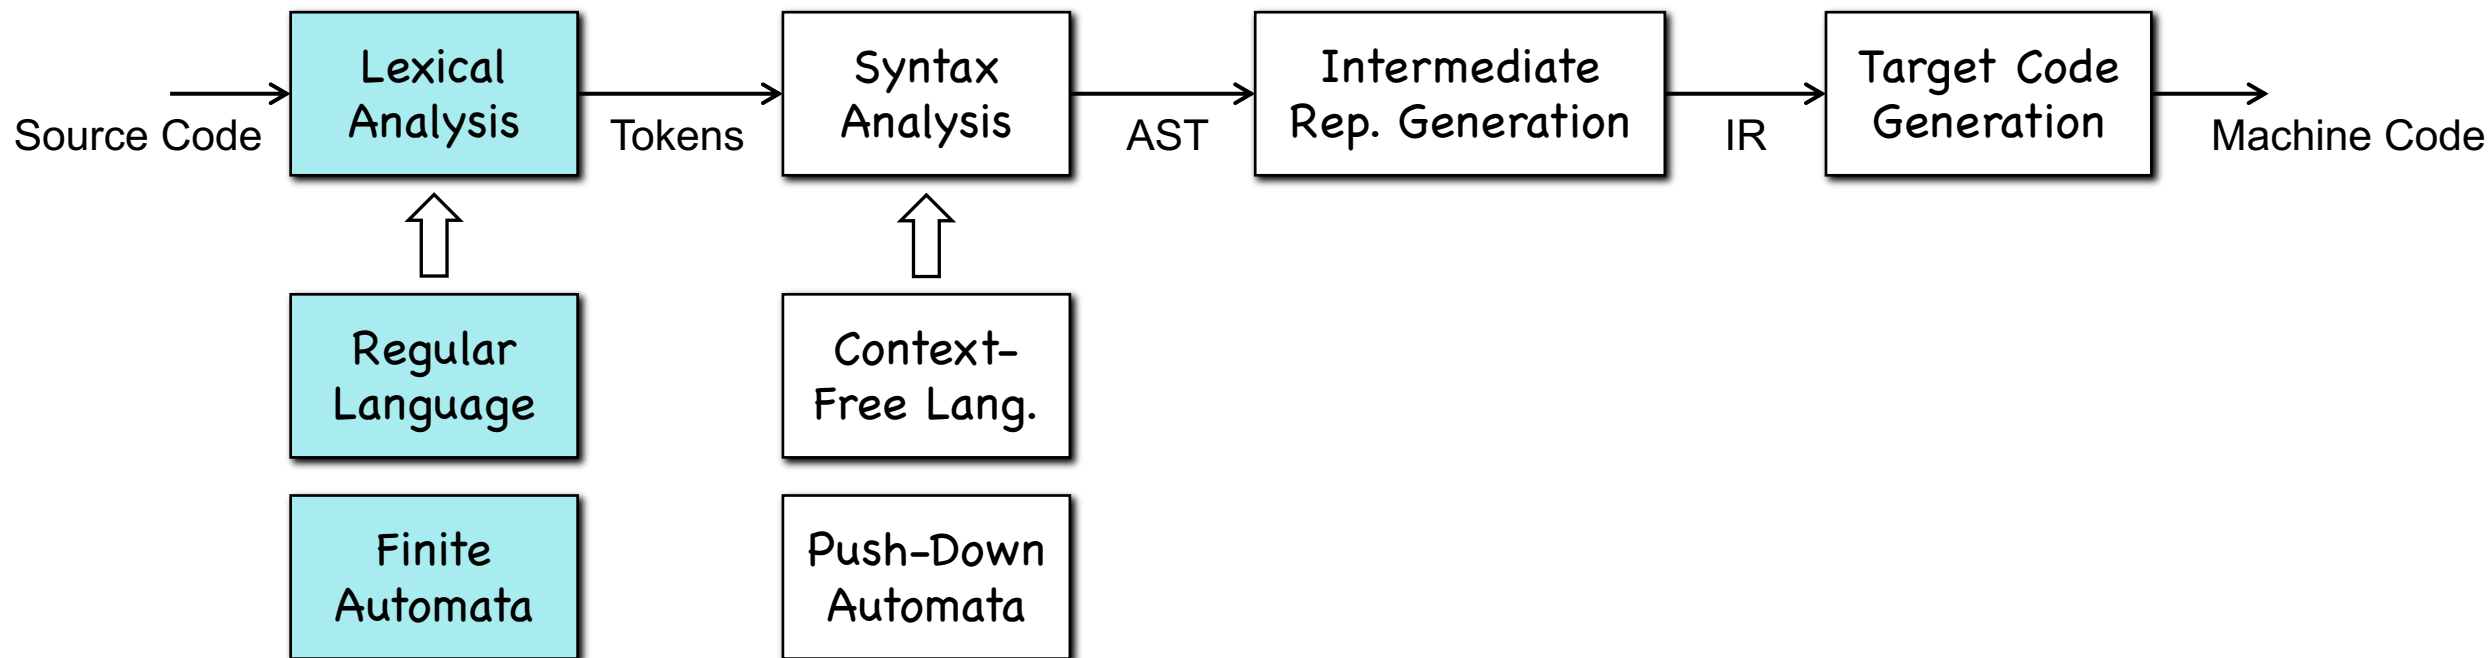 Lexical
Analysis
Syntax
Analysis
Intermediate
Rep. Generation
Target Code
Generation
Source Code
Tokens
AST
IR
Machine Code
Regular
Language
Context-
Free Lang.
Finite
Automata
Push-Down
Automata